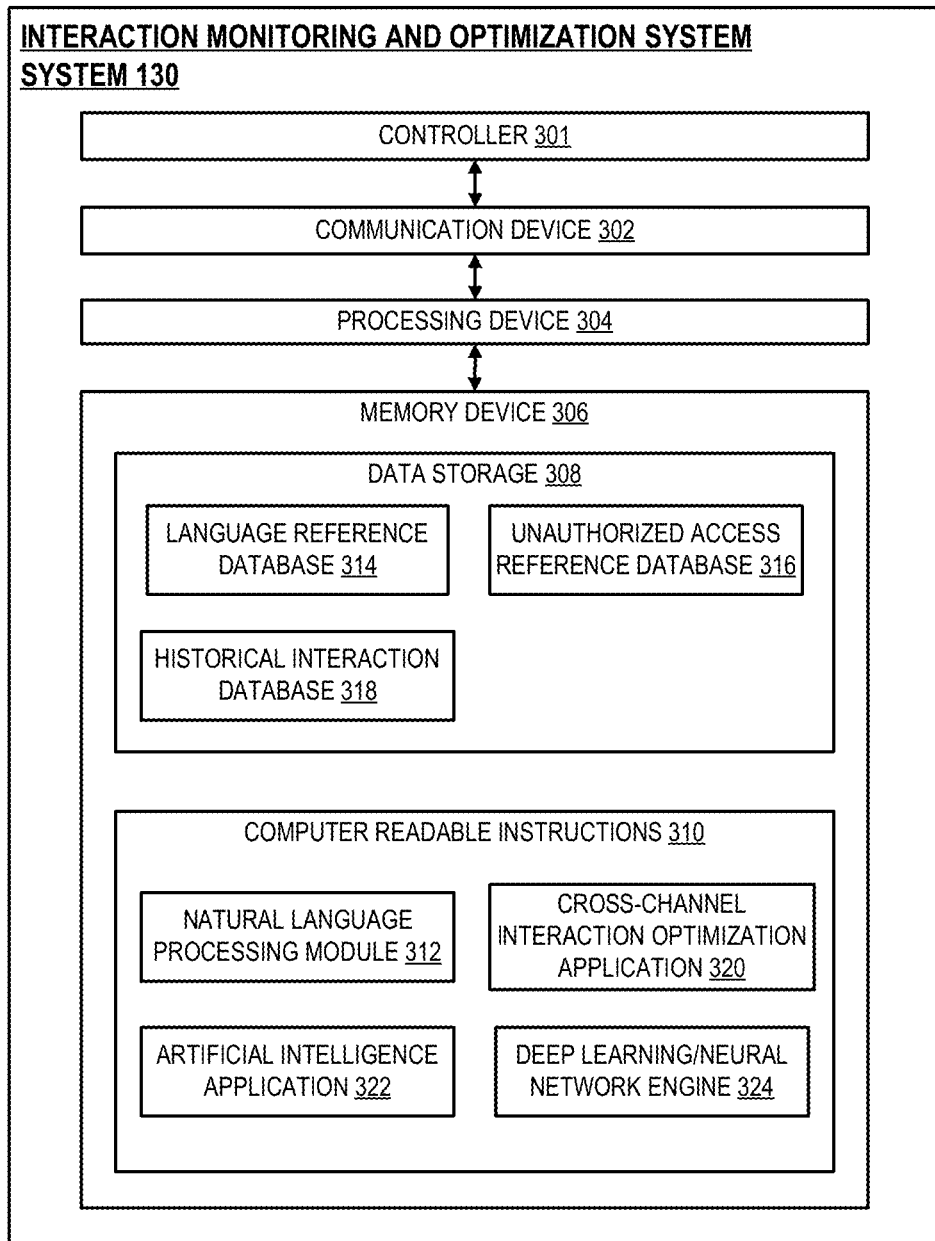 INTERACTION MONITORING AND OPTIMIZATION SYSTEM
SYSTEM 130
CONTROLLER 301
COMMUNICATION DEVICE 302
PROCESSING DEVICE 304
MEMORY DEVICE 306
DATA STORAGE 308
LANGUAGE REFERENCE
DATABASE 314
UNAUTHORIZED ACCESS
REFERENCE DATABASE 316
HISTORICAL INTERACTION
DATABASE 318
COMPUTER READABLE INSTRUCTIONS 310
NATURAL LANGUAGE
PROCESSING MODULE 312
CROSS-CHANNEL
INTERACTION OPTIMIZATION
APPLICATION 320
ARTIFICIAL INTELLIGENCE
APPLICATION 322
DEEP LEARNING/NEURAL
NETWORK ENGINE 324